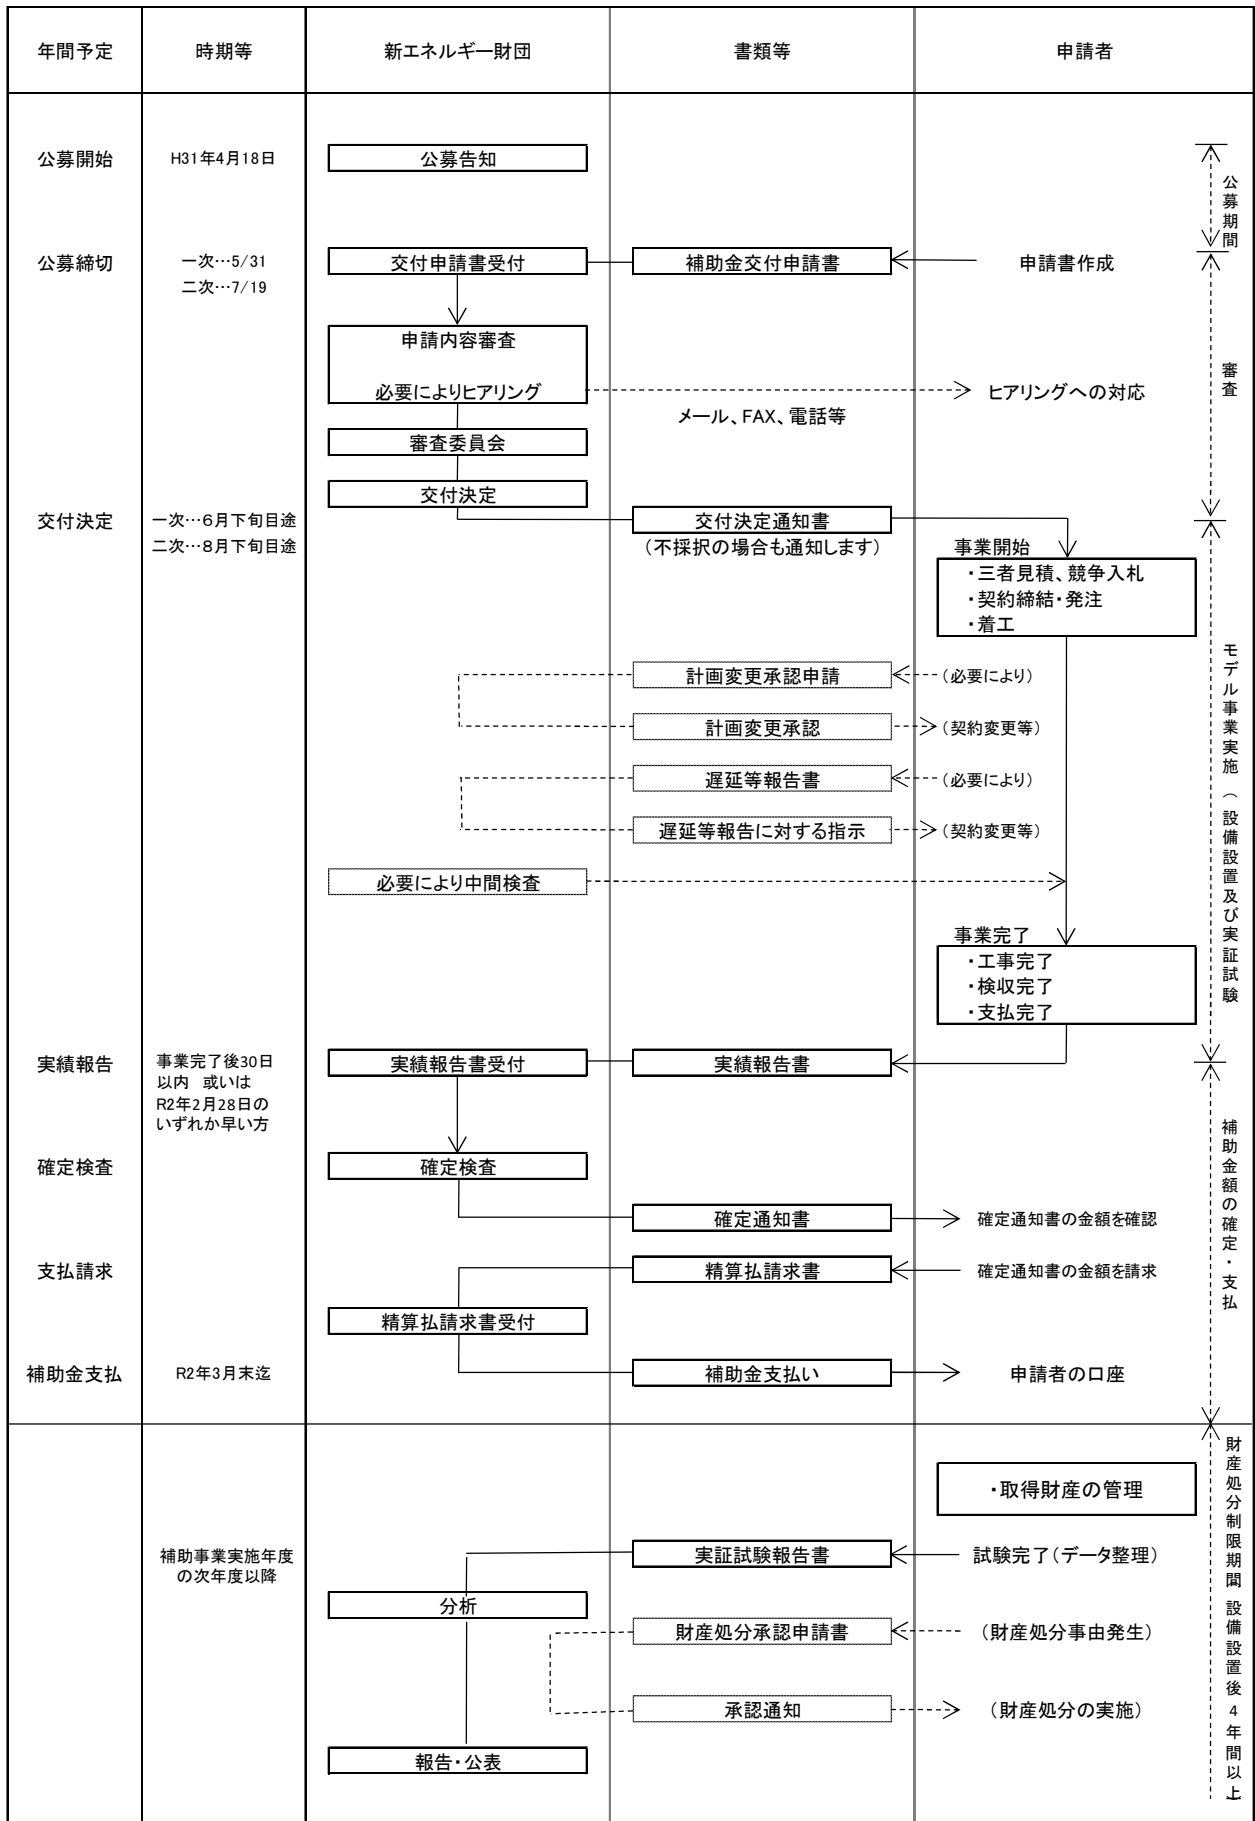 年間予定
時期等
新エネルギー財団
書類等
申請者
公募開始
H31年4月18日
公募告知
公募期間
公募締切
一次…5/31
二次…7/19
交付申請書受付
補助金交付申請書
申請書作成
申請内容審査
必要によりヒアリング
ヒアリングへの対応
メール、FAX、電話等
審査
審査委員会
交付決定
交付決定
一次…6月下旬目途
二次…8月下旬目途
交付決定通知書
(不採択の場合も通知します)
事業開始
・三者見積、競争入札
・契約締結・発注
・着工
計画変更承認申請
(必要により)
計画変更承認
(契約変更等)
遅延等報告書
(必要により)
遅延等報告に対する指示
(契約変更等)
必要により中間検査
モデル事業実施(設備設置及び実証試験
事業完了
・工事完了
・検収完了
・支払完了
実績報告
事業完了後30日
以内 或いは
R2年2月28日の
いずれか早い方
実績報告書受付
実績報告書
確定検査
確定検査
確定通知書
確定通知書の金額を確認
支払請求
精算払請求書
確定通知書の金額を請求
精算払請求書受付
補助金額の確定・支払
補助金支払
R2年3月末迄
補助金支払い
申請者の口座
・取得財産の管理
補助事業実施年度
の次年度以降
実証試験報告書
試験完了(データ整理)
分析
財産処分承認申請書
(財産処分事由発生)
承認通知
(財産処分の実施)
報告・公表
財産処分制限期間 設備設置後4年間以上